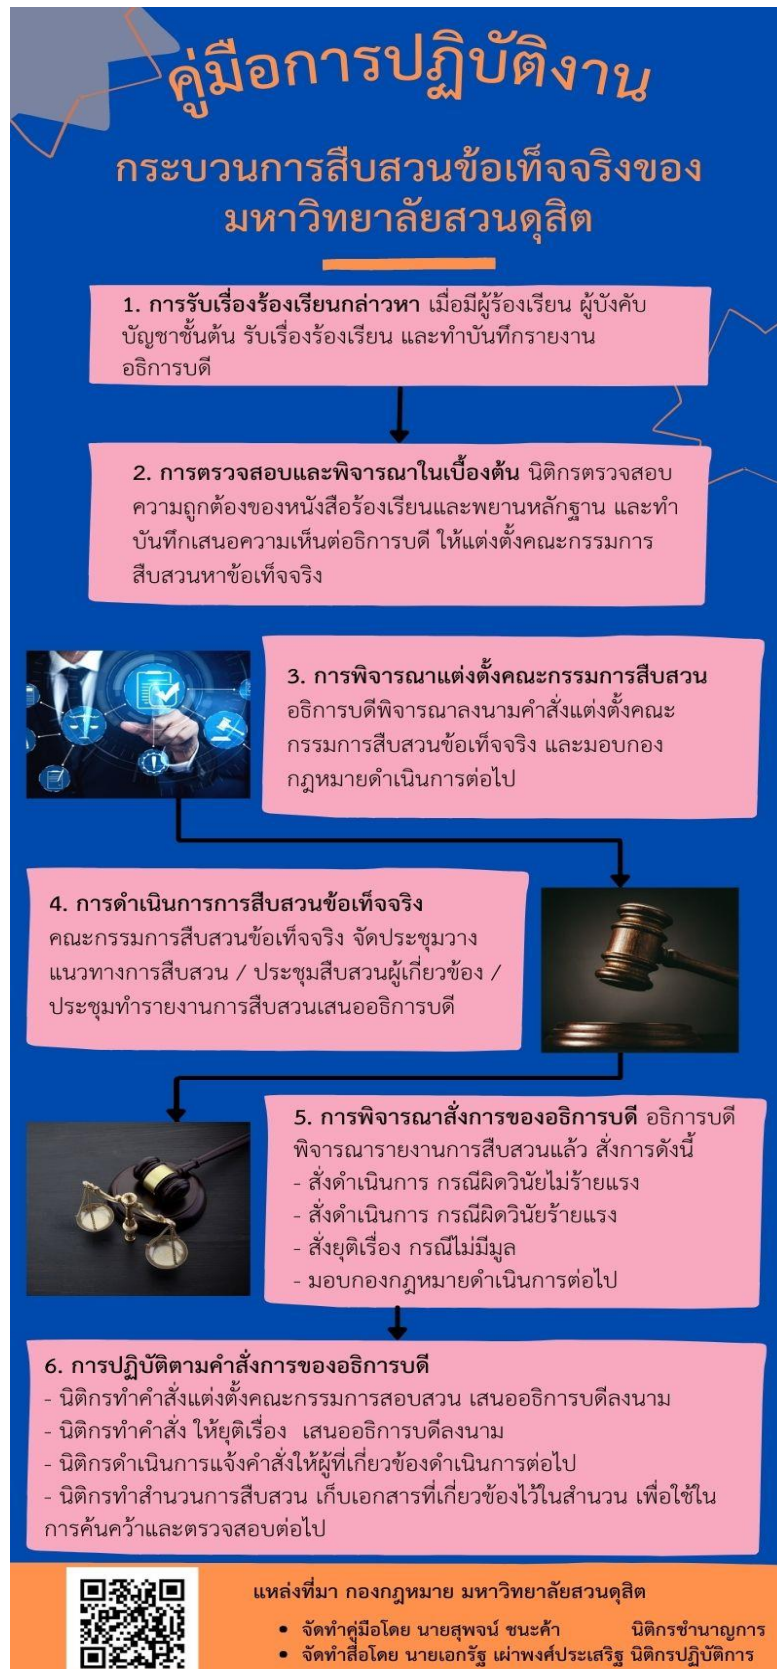 คู่มือการปฏิบัติงาน
กระบวนการสืบสวนข้อเท็จจริงของ
มหาวิทยาลัยสวนดุสิต
1. การรับเรื่องร้องเรียนกล่าวหา เมื่อมีผู้ร้องเรียน ผู้บังคับ
บัญชาชั้นต้น รับเรื่องร้องเรียน และทำบันทึกรายงาน
อธิการบดี
2. การตรวจสอบและพิจารณาในเบื้องต้น นิติกรตรวจสอบ
ความถูกต้องของหนังสือร้องเรียนและพยานหลักฐาน และทำ
บันทึกเสนอความเห็นต่ออธิการบดี ให้แต่งตั้งคณะกรรมการ
สืบสวนหาข้อเท็จจริง
3. การพิจารณาแต่งตั้งคณะกรรมการสืบสวน
อธิการบดีพิจารณาลงนามคำสั่งแต่งตั้งคณะ
กรรมการสืบสวนข้อเท็จจริง และมอบกอง
กฎหมายดำเนินการต่อไป
4. การดำเนินการการสืบสวนข้อเท็จจริง
คณะกรรมการสืบสวนข้อเท็จจริง จัดประชุมวาง
แนวทางการสืบสวน / ประชุมสืบสวนผู้เกี่ยวข้อง /
ประชุมทำรายงานการสืบสวนเสนออธิการบดี
5. การพิจารณาสั่งการของอธิการบดี อธิการบดี
พิจารณารายงานการสืบสวนแล้ว สั่งการดังนี้
- สั่งดำเนินการ กรณีผิดวินัยไม่ร้ายแรง
- สั่งดำเนินการ กรณีผิดวินัยร้ายแรง
- สั่งยุติเรื่อง กรณีไม่มีมูล
- มอบกองกฎหมายดำเนินการต่อไป
6. การปฏิบัติตามคำสั่งการของอธิการบดี
- นิติกรทำคำสั่งแต่งตั้งคณะกรรมการสอบสวน เสนออธิการบดีลงนาม
- นิติกรทำคำสั่ง ให้ยุติเรื่อง เสนออธิการบดีลงนาม
- นิติกรดำเนินการแจ้งคำสั่งให้ผู้ที่เกี่ยวข้องดำเนินการต่อไป
- นิติกรทำสำนวนการสืบสวน เก็บเอกสารที่เกี่ยวข้องไว้ในสำนวน เพื่อใช้ใน
การค้นคว้าและตรวจสอบต่อไป
แหล่งที่มา กองกฎหมาย มหาวิทยาลัยสวนดุสิต
• จัดทำคู่มือโดย นายสุพจน์ ชนะค้า นิติกรชำนาญการ
• จัดทำสื่อโดย นายเอกรัฐ เผ่าพงศ์ประเสริฐ นิติกรปฏิบัติการ